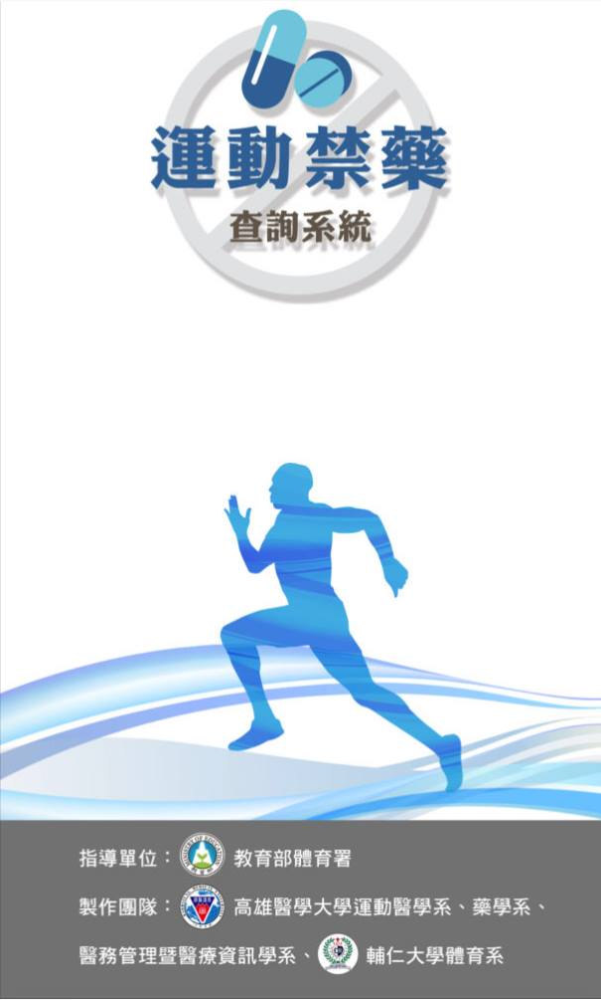 運動禁藥
查詢系統
指導單位： 教育部體育署
製作團隊： 高雄醫學大學運動醫學系、藥學系、
醫務管理暨醫療資訊學系、 輔仁大學體育系